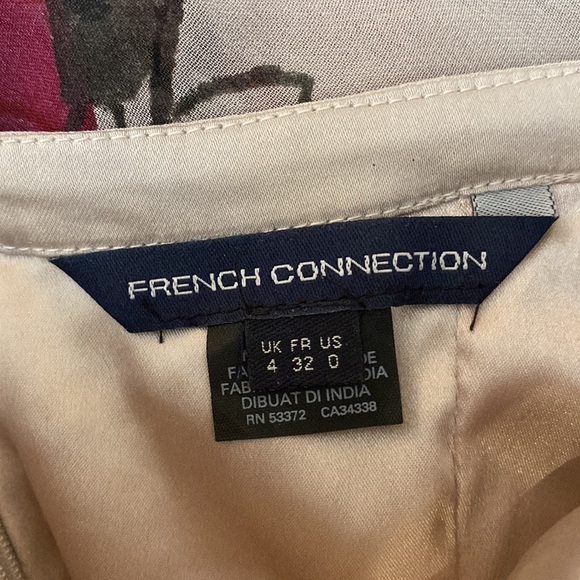 FRENCH CONNECTION
UK FR US
4 32 0
DIBUAT DI INDIA
RN 53372 CA34338